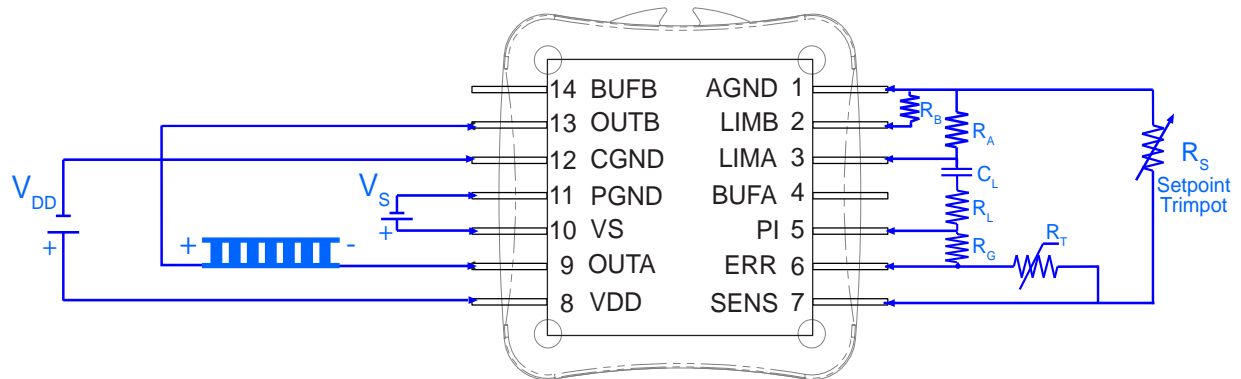 14 BUFB
13 OUTB
12 CGND
11 PGND
10 VS
9 OUTA
8 VDD
AGND 1
LIMB 2
LIMA 3
BUFA 4
PI 5
ERR 6
SENS 7
VDD
+
VS
+
+ -
RB
RA
CL
RL
RG
RT
RS
Setpoint
Trimpot